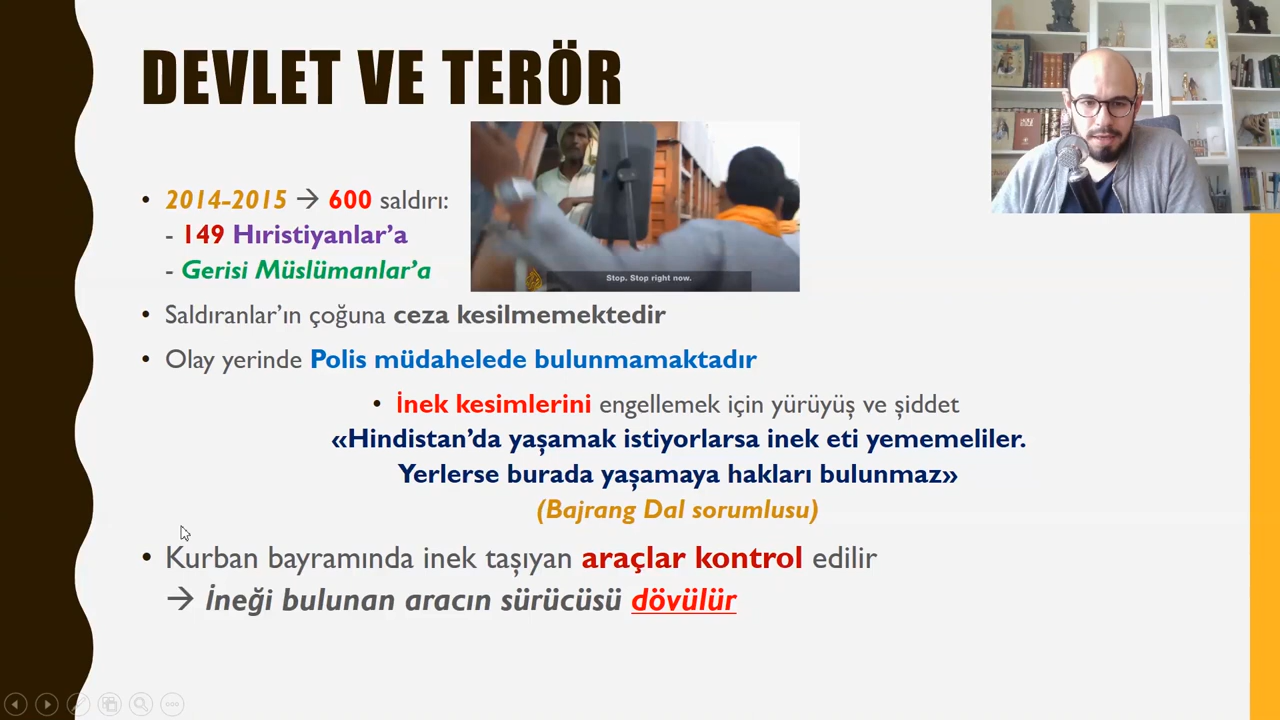 DEVLET VE TERÖR
• 2014-2015 → 600 saldırı:
- 149 Hıristiyanlar’a
- Gerisi Müslümanlar’a
Stop. Stop right now.
• Saldıranlar’ın çoğuna ceza kesilmemektedir
• Olay yerinde Polis müdahelede bulunmamaktadır
• İnek kesimlerini engellemek için yürüyüş ve şiddet
«Hindistan’da yaşamak istiyorlarsa inek eti yememeliler.
Yerlerse burada yaşamaya hakları bulunmaz»
(Bajrang Dal sorumlusu)
• Kurban bayramında inek taşıyan araçlar kontrol edilir
→ İneği bulunan aracın sürücüsü dövülür